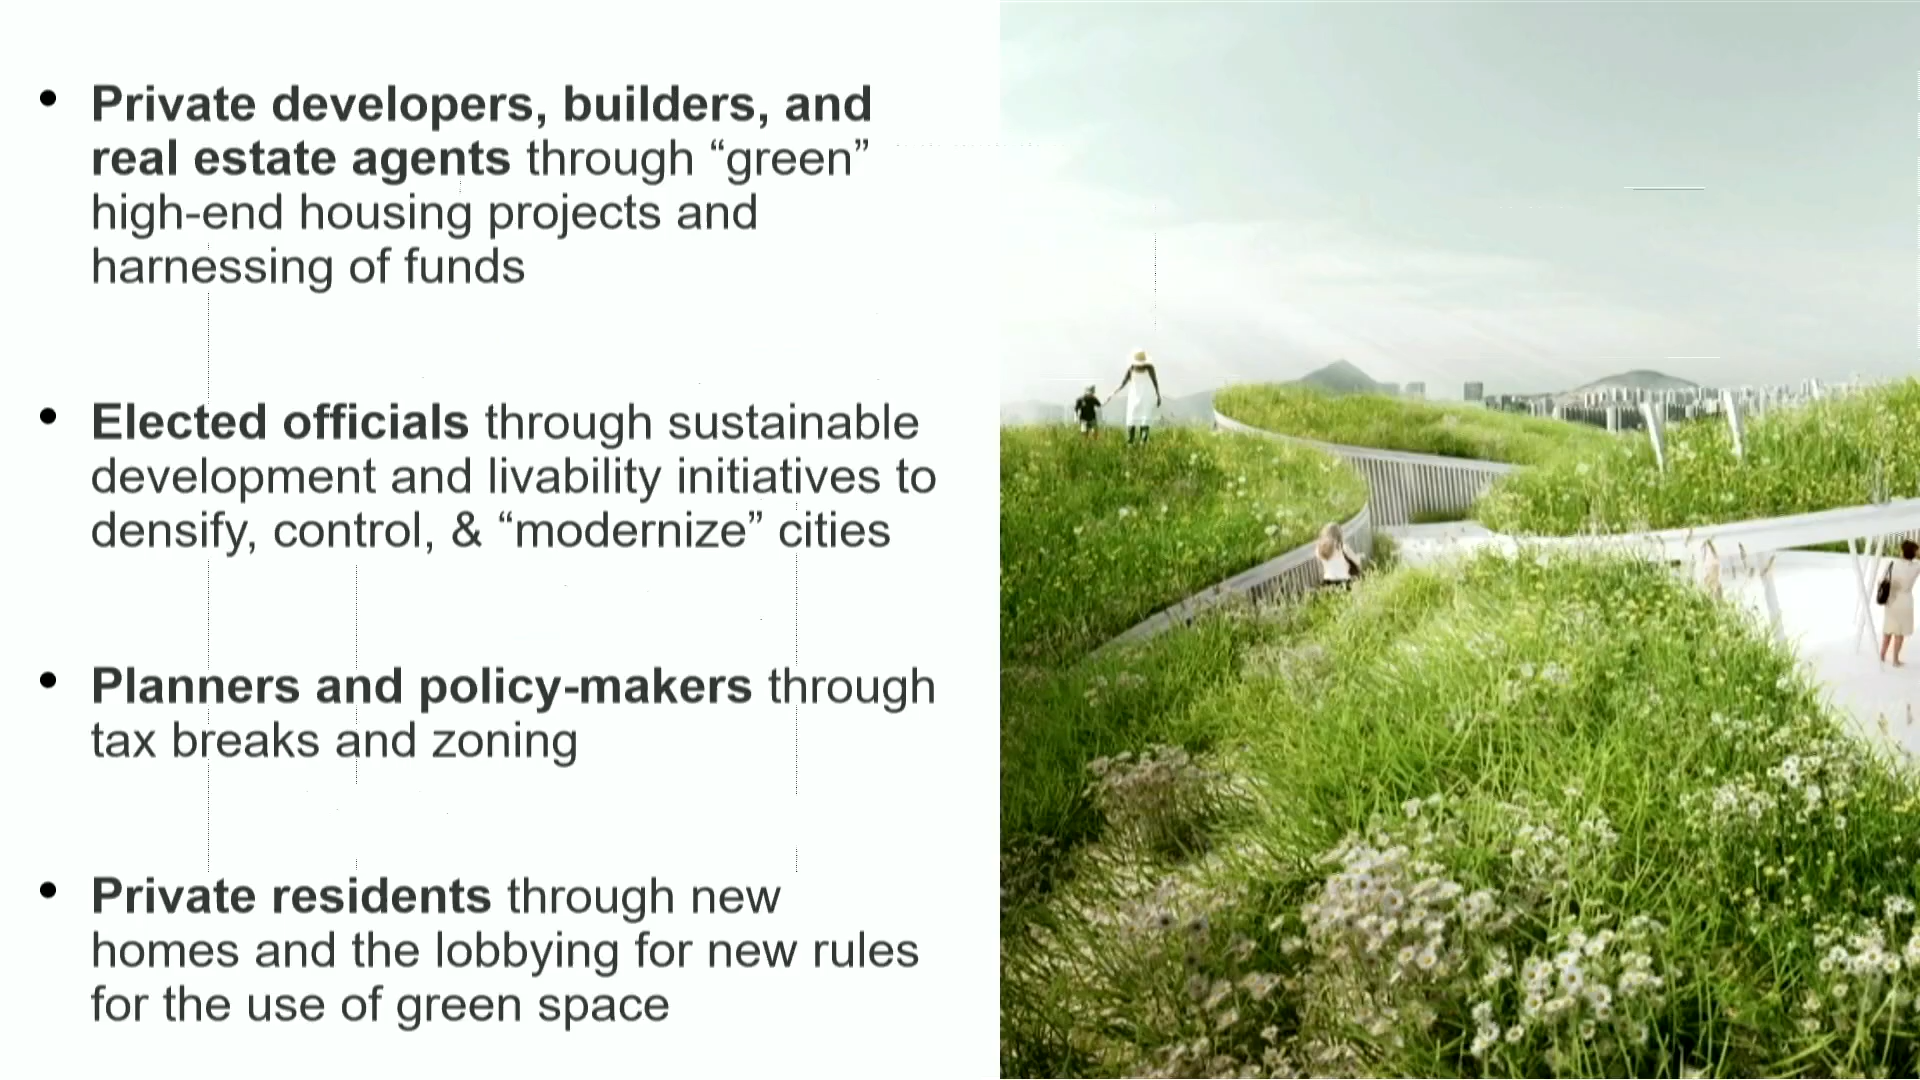 • Private developers, builders, and
real estate agents through “green”
high-end housing projects and
harnessing of funds
• Elected officials through sustainable
development and livability initiatives to
densify, control, & “modernize” cities
• Planners and policy-makers through
tax breaks and zoning
• Private residents through new
homes and the lobbying for new rules
for the use of green space